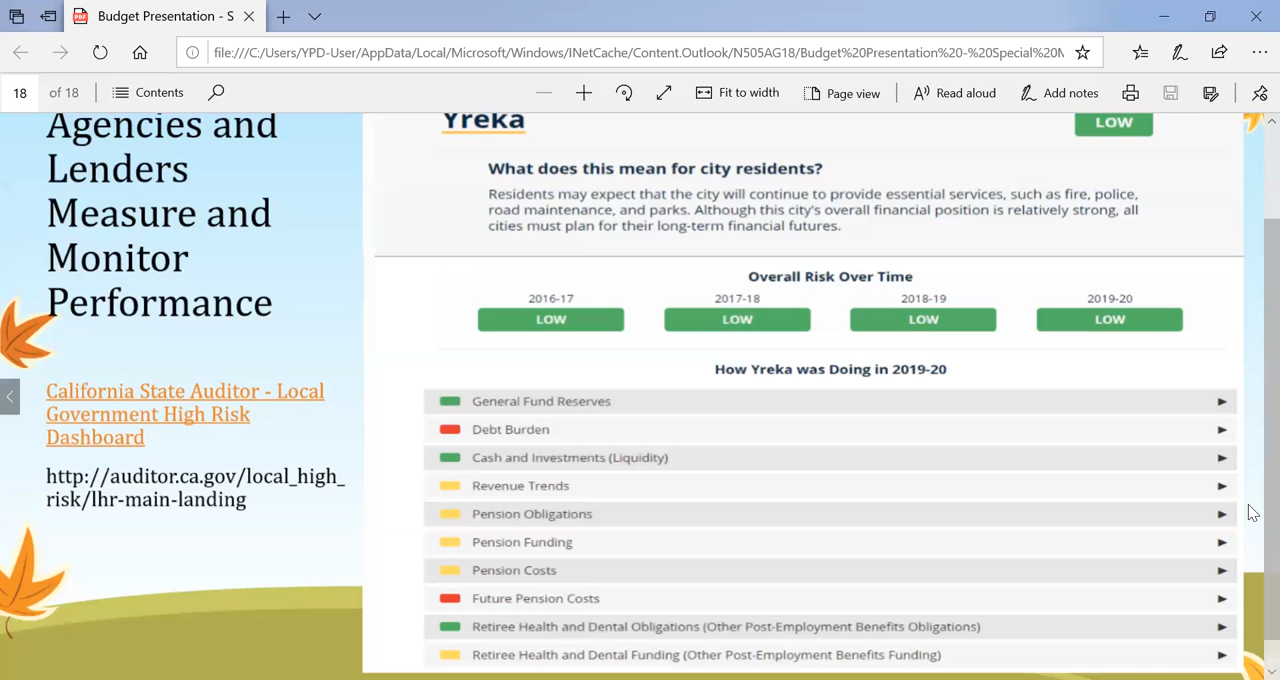 Budget Presentation - S
file:///C:/Users/YPD-User/AppData/Local/Microsoft/Windows/INetCache/Content.Outlook/N505AG18/Budget%20Presentation%20-%20Special%20M
18 of 18 Contents Fit to width Page view Read aloud Add notes
Agencies and
Lenders
Measure and
Monitor
Performance
California State Auditor - Local
Government High Risk
Dashboard
http://auditor.ca.gov/local_high_
risk/lhr-main-landing
Yreka LOW
What does this mean for city residents?
Residents may expect that the city will continue to provide essential services, such as fire, police,
road maintenance, and parks. Although this city's overall financial position is relatively strong, all
cities must plan for their long-term financial futures.
Overall Risk Over Time
2016-17 2017-18 2018-19 2019-20
LOW LOW LOW LOW
How Yreka was Doing in 2019-20
General Fund Reserves
Debt Burden
Cash and Investments (Liquidity)
Revenue Trends
Pension Obligations
Pension Funding
Pension Costs
Future Pension Costs
Retiree Health and Dental Obligations (Other Post-Employment Benefits Obligations)
Retiree Health and Dental Funding (Other Post-Employment Benefits Funding)